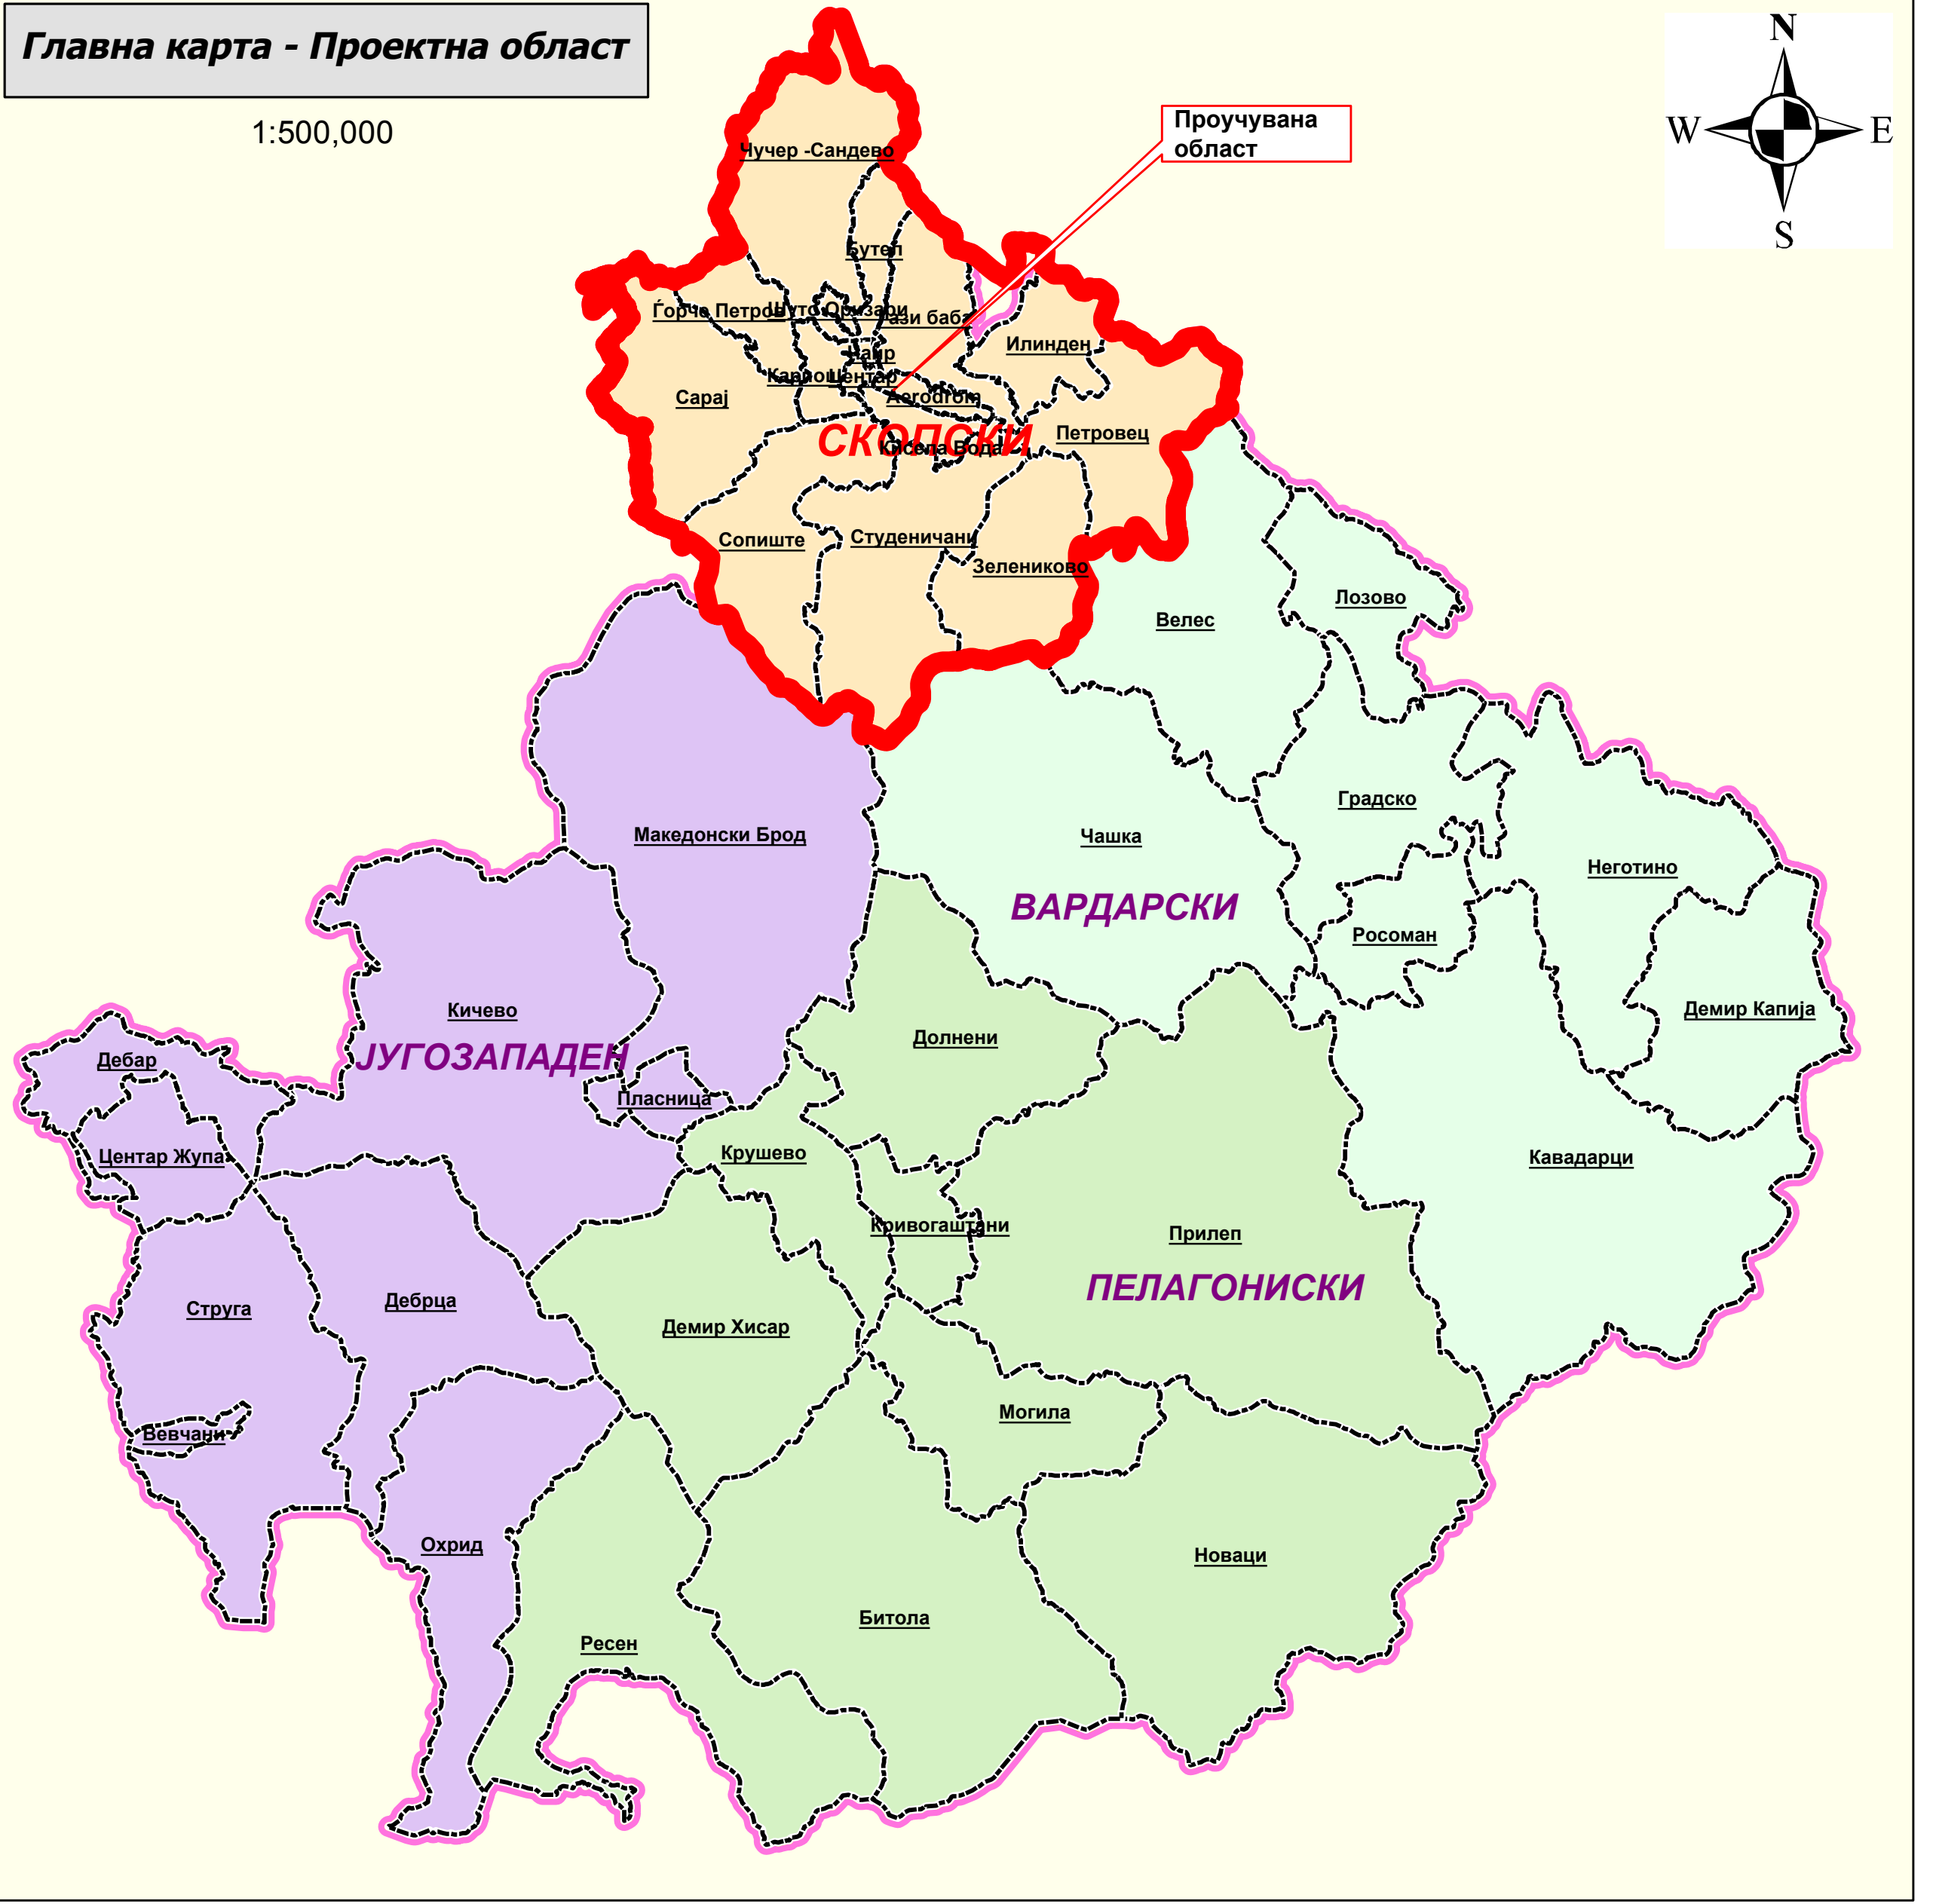 Главна карта - Проектна област
1:500,000
N
W
E
S
Проучувана
област
Чучер -Сандево
Бутел
Ѓорче Петров
Шуто Оризари
Гази баба
Илинден
Чаир
Карпош
Центар
Сарај
Aerodrom
Петровец
СКОПСКИ
Кисела Вода
Сопиште
Студеничани
Зелениково
Велес
Лозово
Македонски Брод
Чашка
Градско
Неготино
ВАРДАРСКИ
Росоман
Кичево
Долнени
Демир Капија
Дебар
ЈУГОЗАПАДЕН
Пласница
Центар Жупа
Крушево
Кавадарци
Кривогаштани
Прилеп
ПЕЛАГОНИСКИ
Струга
Дебрца
Демир Хисар
Могила
Вевчани
Охрид
Новаци
Битола
Ресен